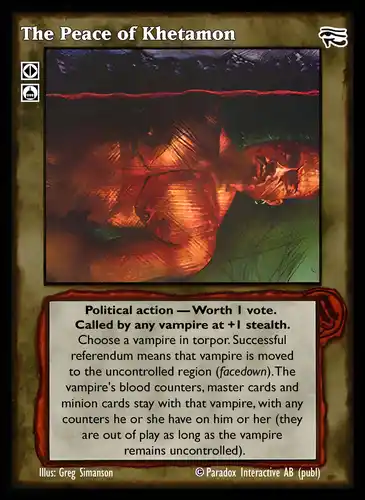 The Peace of Khetamon
Political action — Worth 1 vote.
Called by any vampire at +1 stealth.
Choose a vampire in torpor. Successful
referendum means that vampire is moved
to the uncontrolled region (facedown). The
vampire's blood counters, master cards and
minion cards stay with that vampire, with any
counters he or she have on him or her (they
are out of play as long as the vampire
remains uncontrolled).
Illus: Greg Simanson © Paradox Interactive AB (publ)